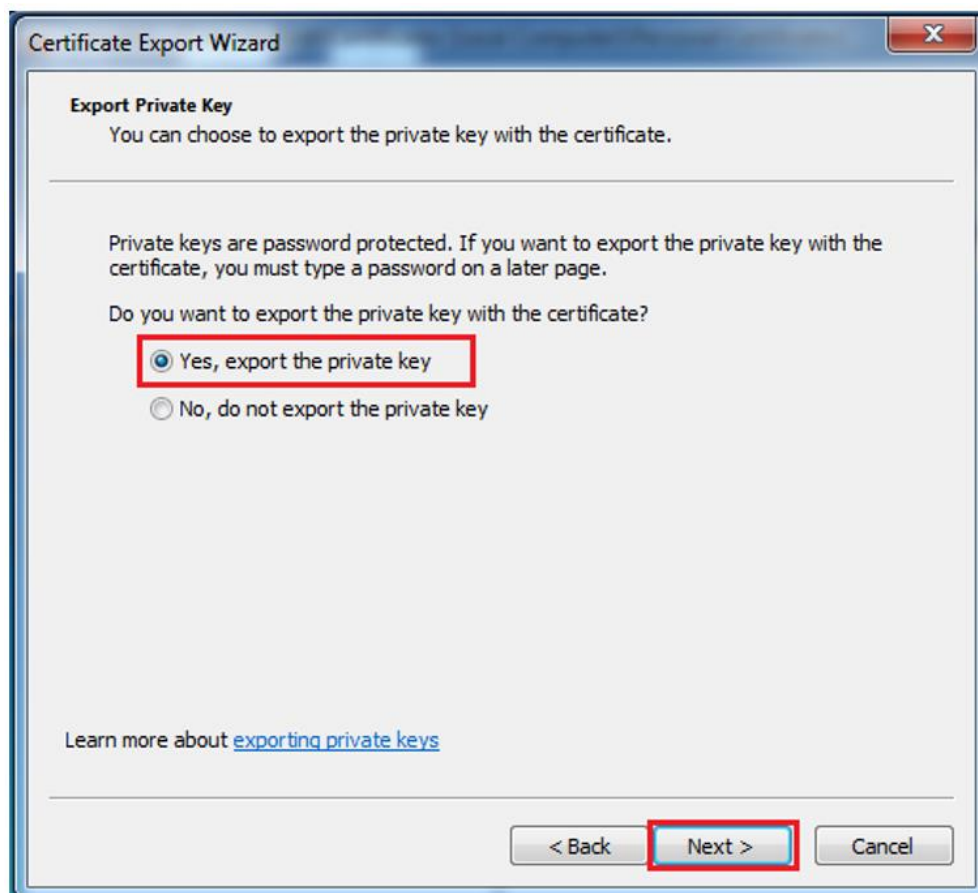 Certificate Export Wizard
Export Private Key
You can choose to export the private key with the certificate.
Private keys are password protected. If you want to export the private key with the
certificate, you must type a password on a later page.
Do you want to export the private key with the certificate?
Yes, export the private key
No, do not export the private key
Learn more about exporting private keys
< Back Next > Cancel